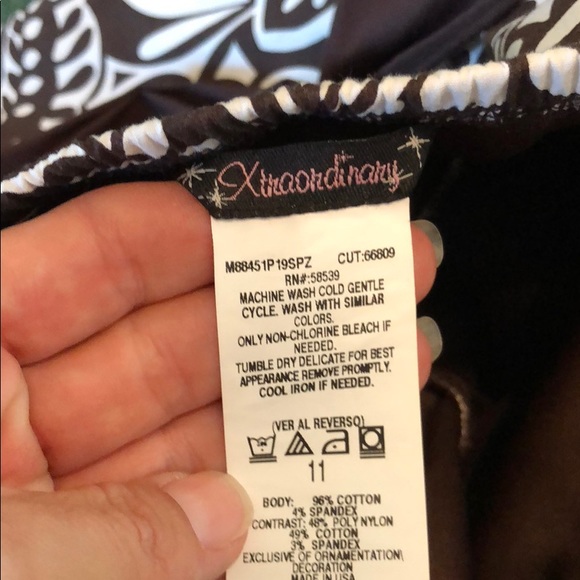 Xtraordinary
M68451P19SPZ CUT:66809
RN#:58539
MACHINE WASH COLD GENTLE
CYCLE. WASH WITH SIMILAR
COLORS.
ONLY NON-CHLORINE BLEACH IF
NEEDED.
TUMBLE DRY DELICATE FOR BEST
APPEARANCE REMOVE PROMPTLY.
COOL IRON IF NEEDED.
(VER AL REVERSO)
11
BODY: 96% COTTON
4% SPANDEX
CONTRAST: 48% POLYNYLON
49% COTTON
3% SPANDEX
EXCLUSIVE OF ORNAMENTATION\
DECORATION
MADE IN USA